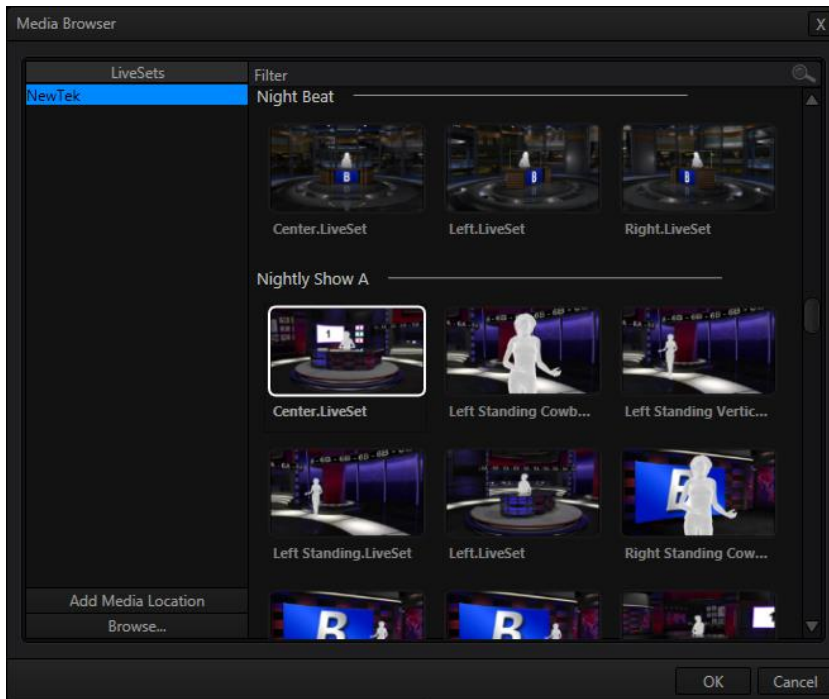 Media Browser
X
LiveSets
Filter
NewTek
Night Beat
B
B
B
Center.LiveSet
Left.LiveSet
Right.LiveSet
Nightly Show A
1
Center.LiveSet
Left Standing Cowb...
Left Standing Vertic...
B
Left Standing.LiveSet
Left.LiveSet
Right Standing Cow...
Add Media Location
Browse...
B
B
OK
Cancel